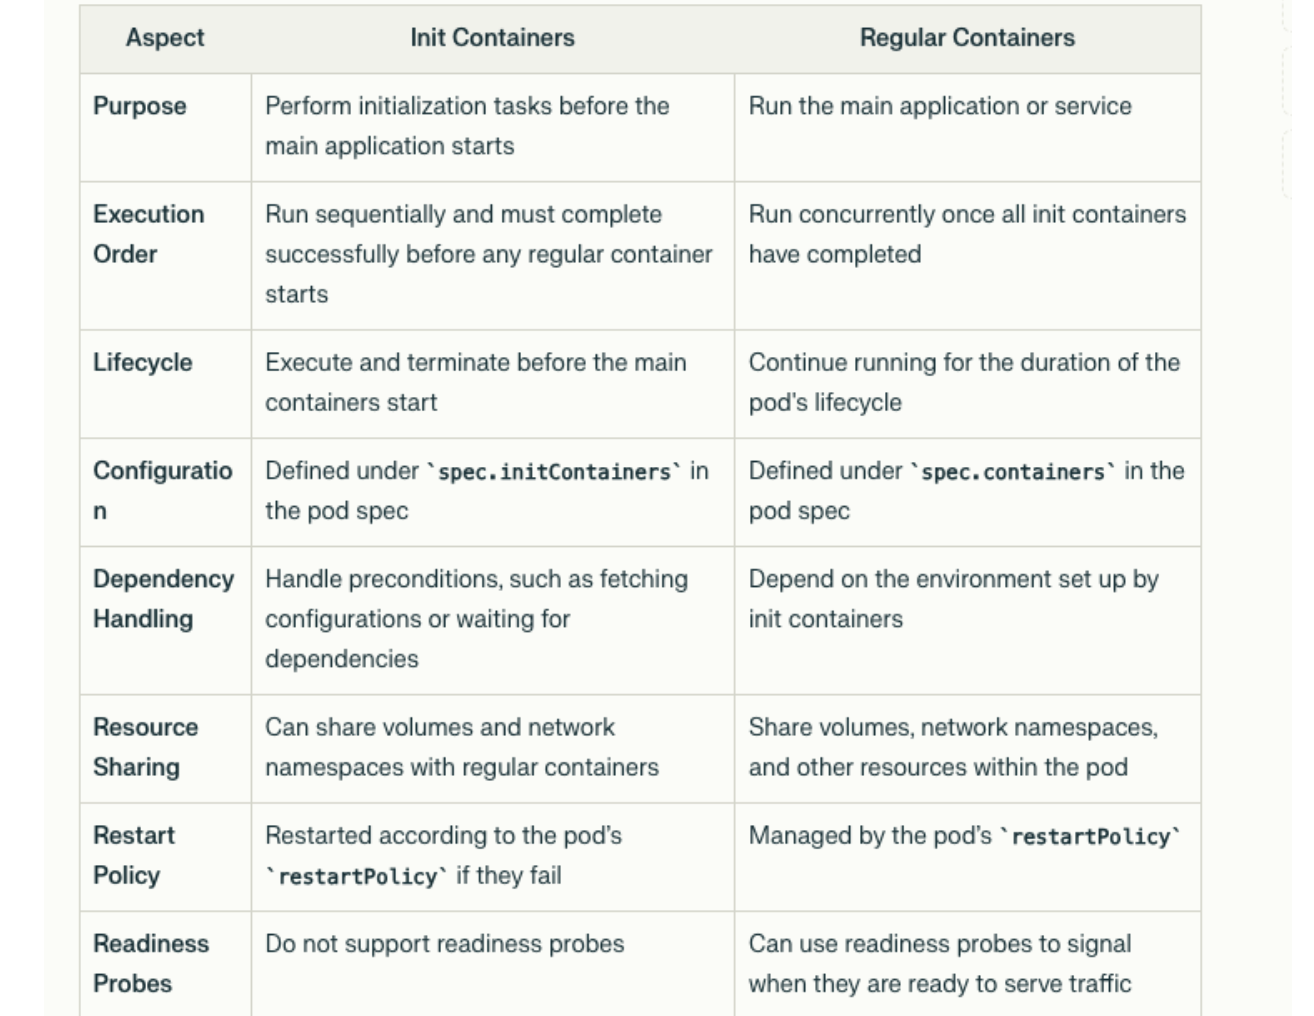 Aspect Init Containers Regular Containers
Purpose Perform initialization tasks before the Run the main application or service
main application starts
Execution Run sequentially and must complete Run concurrently once all init containers
Order successfully before any regular container have completed
starts
Lifecycle Execute and terminate before the main Continue running for the duration of the
containers start pod's lifecycle
Configuratio Defined under `spec.initContainers` in Defined under `spec.containers` in the
n the pod spec pod spec
Dependency Handle preconditions, such as fetching Depend on the environment set up by
Handling configurations or waiting for init containers
dependencies
Resource Can share volumes and network Share volumes, network namespaces,
Sharing namespaces with regular containers and other resources within the pod
Restart Restarted according to the pod’s Managed by the pod’s `restartPolicy`
Policy `restartPolicy` if they fail
Readiness Do not support readiness probes Can use readiness probes to signal
Probes when they are ready to serve traffic